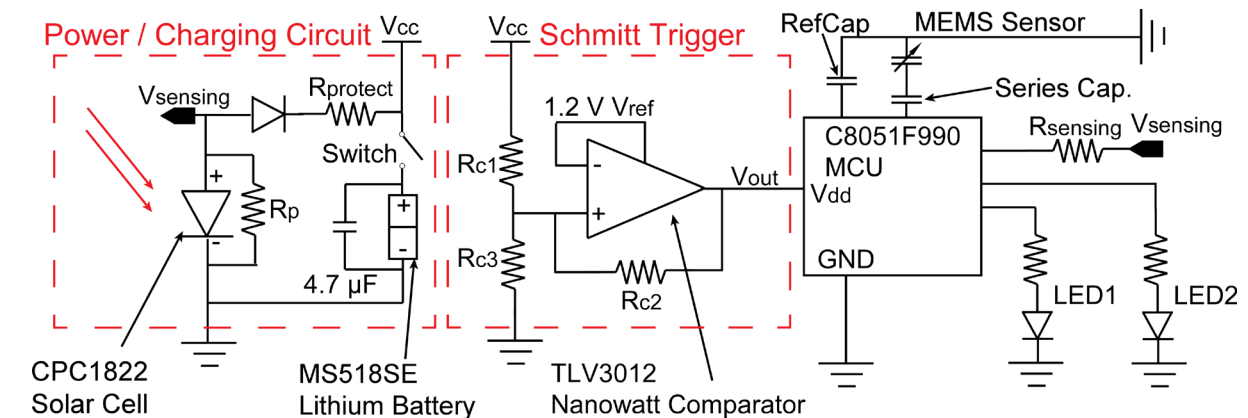 Power / Charging Circuit
Vcc
Vcc
Schmitt Trigger
RefCap
MEMS Sensor
Vsensing
Rprotect
1.2 V Vref
Series Cap.
C8051F990
MCU
Rsensing
Vsensing
Switch
Rc1
-
Vout
Vdd
+
Rp
+
+
-
-
Rc3
4.7 µF
Rc2
GND
LED1
LED2
CPC1822
Solar Cell
MS518SE
Lithium Battery
TLV3012
Nanowatt Comparator